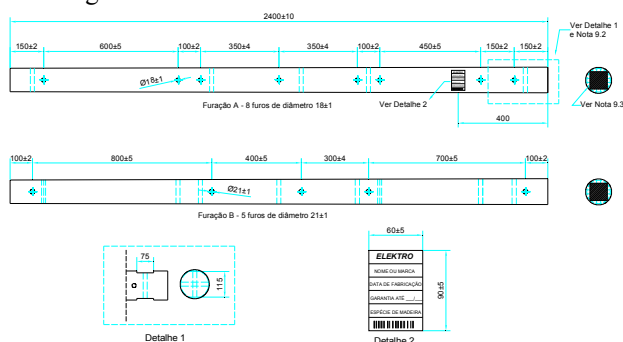 2400±10
Ver Detalhe 1
e Nota 9.2
150±2 600±5 100±2 350±4 350±4 100±2 450±5 150±2 150±2
Ø18±1
Furação A - 8 furos de diâmetro 18±1
Ver Detalhe 2
Ver Nota 9.3
400
100±2 800±5 400±5 300±4 700±5 100±2
Ø21±1
Furação B - 5 furos de diâmetro 21±1
75
115
Detalhe 1
60±5
ELEKTRO
NOME OU MARCA
DATA DE FABRICAÇÃO
GARANTIA ATÉ __/__
ESPÉCIE DE MADEIRA
90±5
Detalhe 2